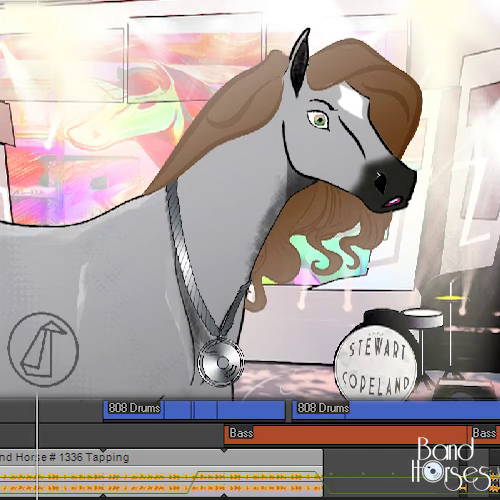 STEWART
COPELAND
808 Drums
808 Drums
Bass
Bass
nd Horse # 1336 Tapping
Band
Horses